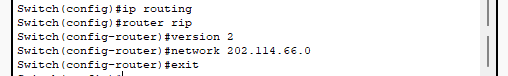 Switch(config)#ip routing
Switch(config)#router rip
Switch(config-router)#version 2
Switch(config-router)#network 202.114.66.0
Switch(config-router)#exit